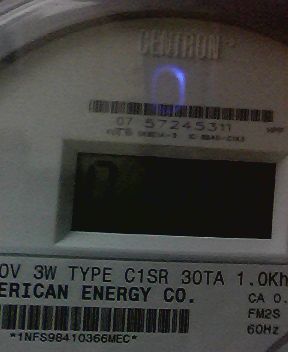 CENTRON
07 57245311
0V 3W TYPE C1SR 30TA 1.0Kh
ERICAN ENERGY CO.
CA 0.
FM2S
60Hz
*1NFS98410366MEC*